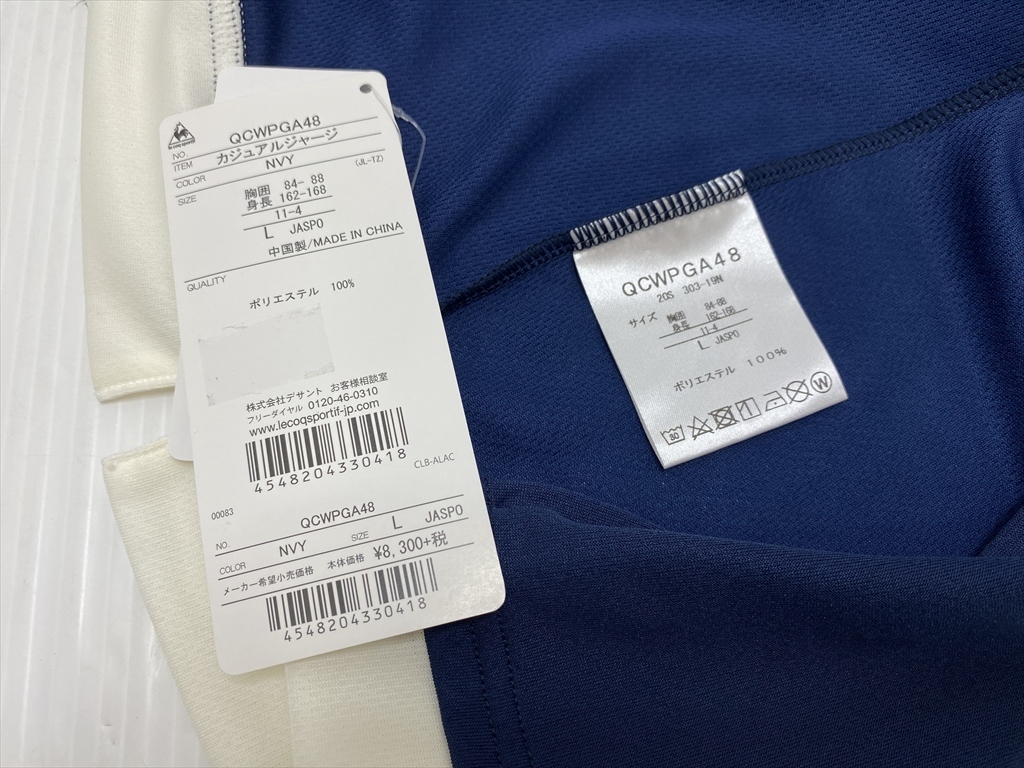 NO. QCWPGA48
ITEM カジュアルジャージ
COLOR NVY (JL-TZ)
SIZE 胸囲 84- 88
身長 162-168
11-4
L JASPO
中国製/MADE IN CHINA
QUALITY
ポリエステル 100%
株式会社デサント お客様相談室
フリーダイヤル 0120-46-0310
www.lecoqsportif-jp.com
4548204330418
CLB-ALAC
00083
NO. QCWPGA48
COLOR NVY SIZE L JASPO
メーカー希望小売価格 本体価格 ¥8,300+税
4548204330418
QCWPGA48
20S 303-19N
サイズ 胸囲 84-88
身長 162-168
11-4
L JASPO
ポリエステル 100%
30
W